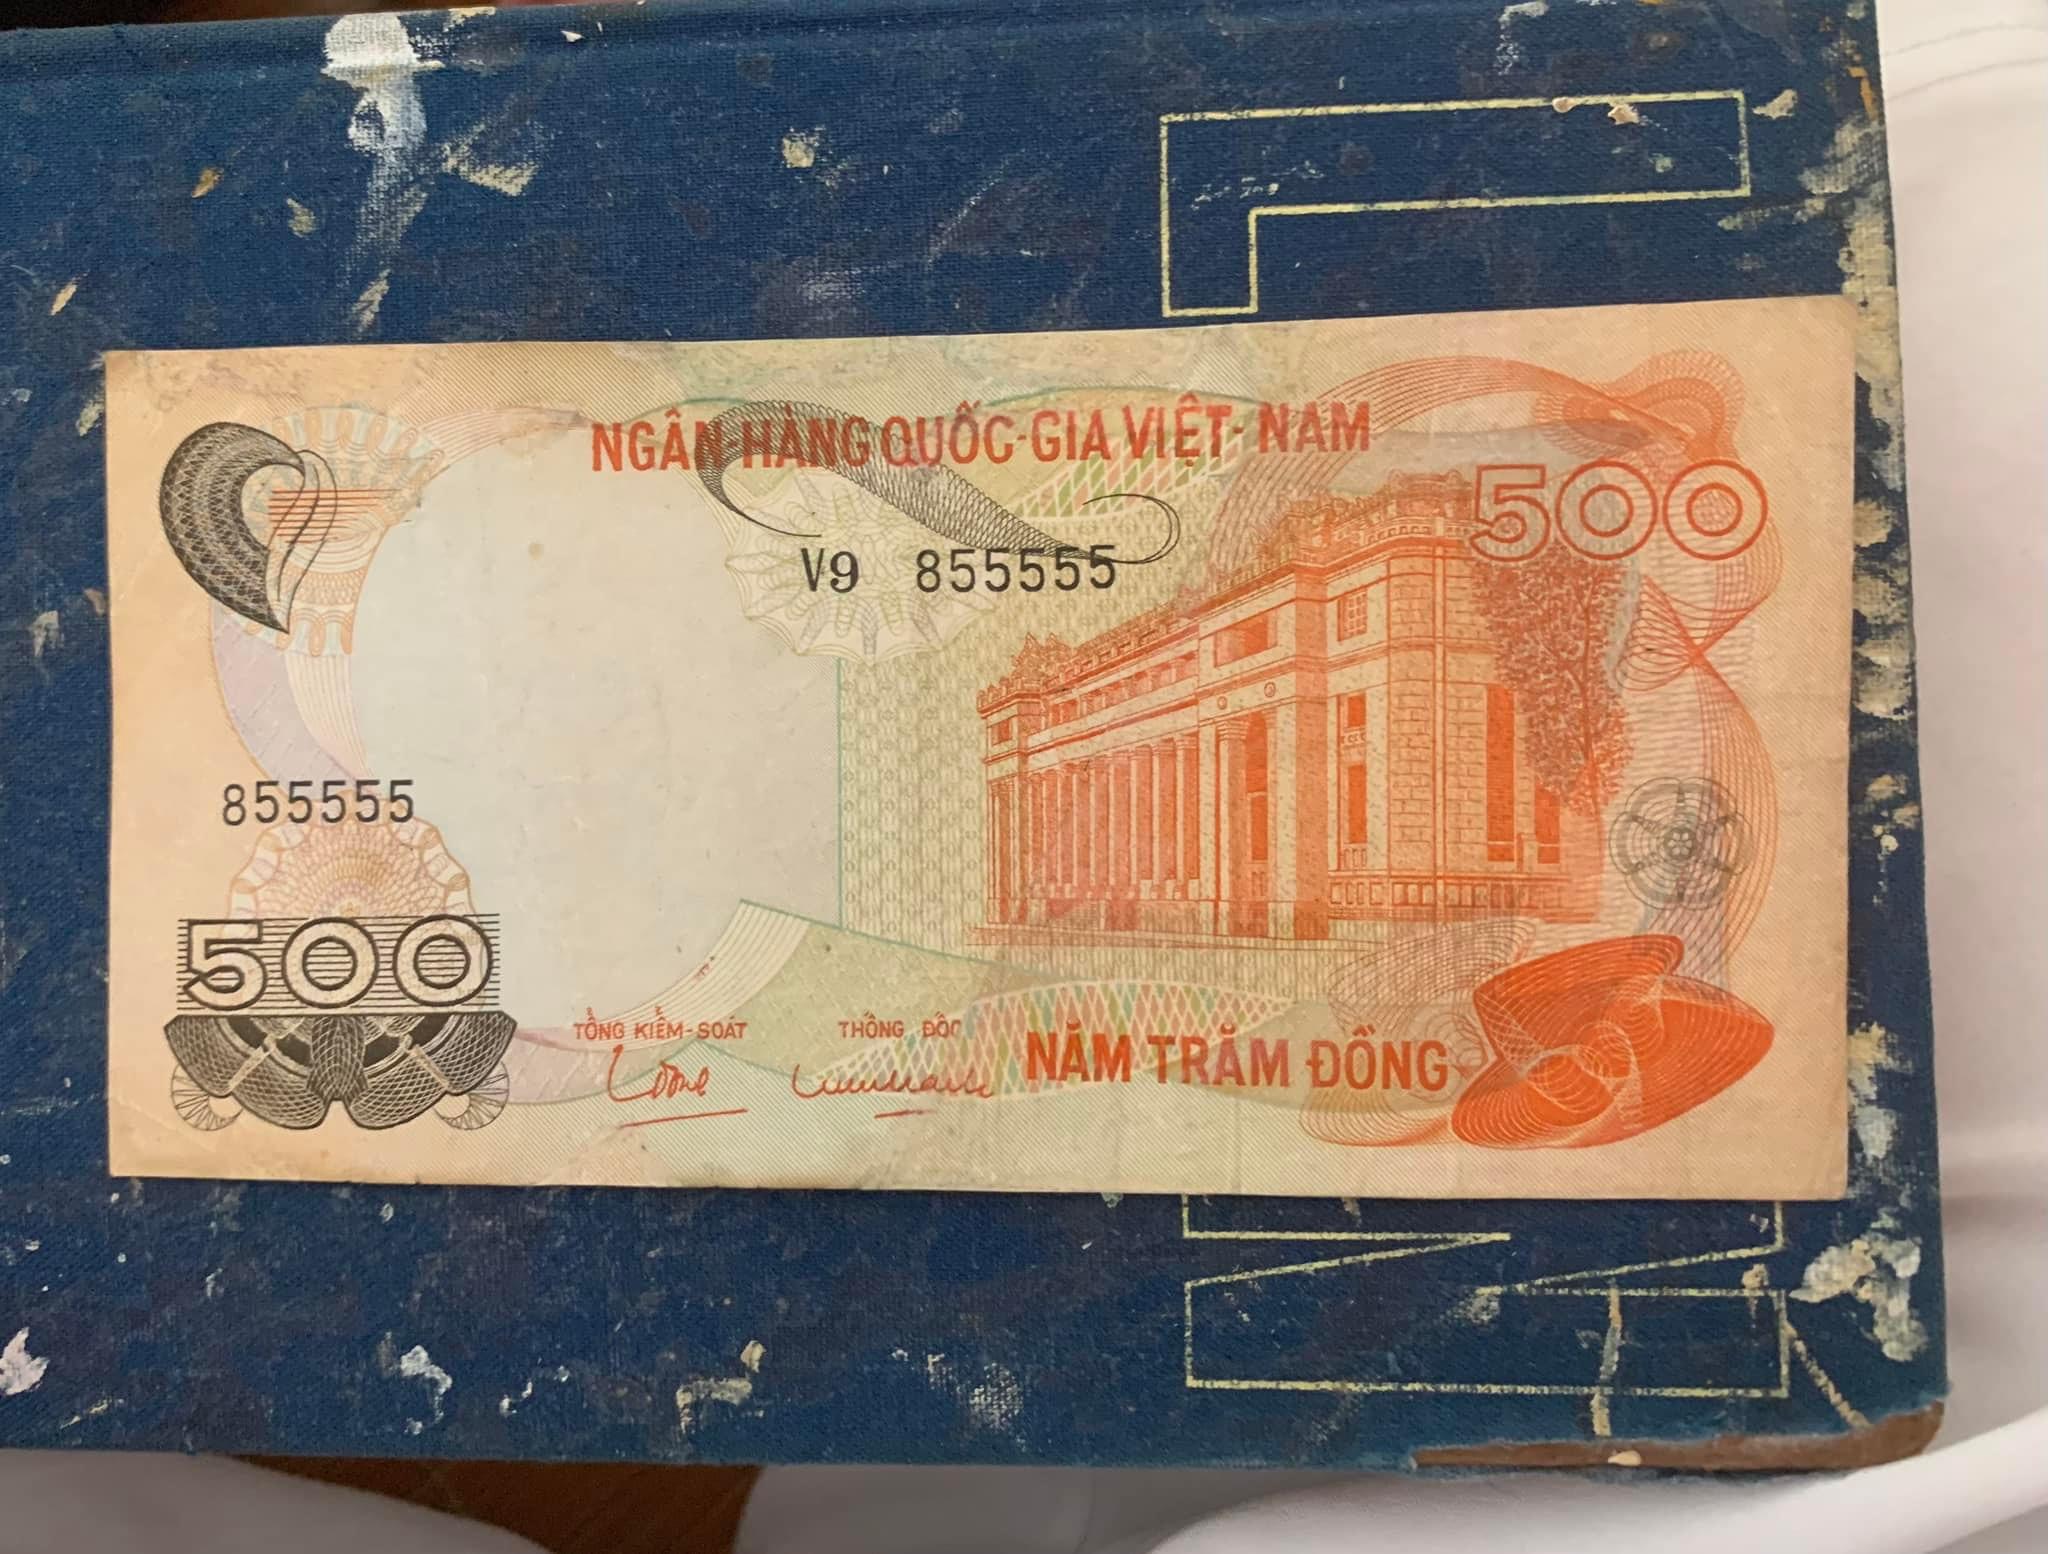 NGÂN-HÀNG QUỐC-GIA VIỆT-NAM
500
V9 855555
855555
500
TỔNG KIỂM-SOÁT THỐNG ĐỐC
NĂM TRĂM ĐỒNG